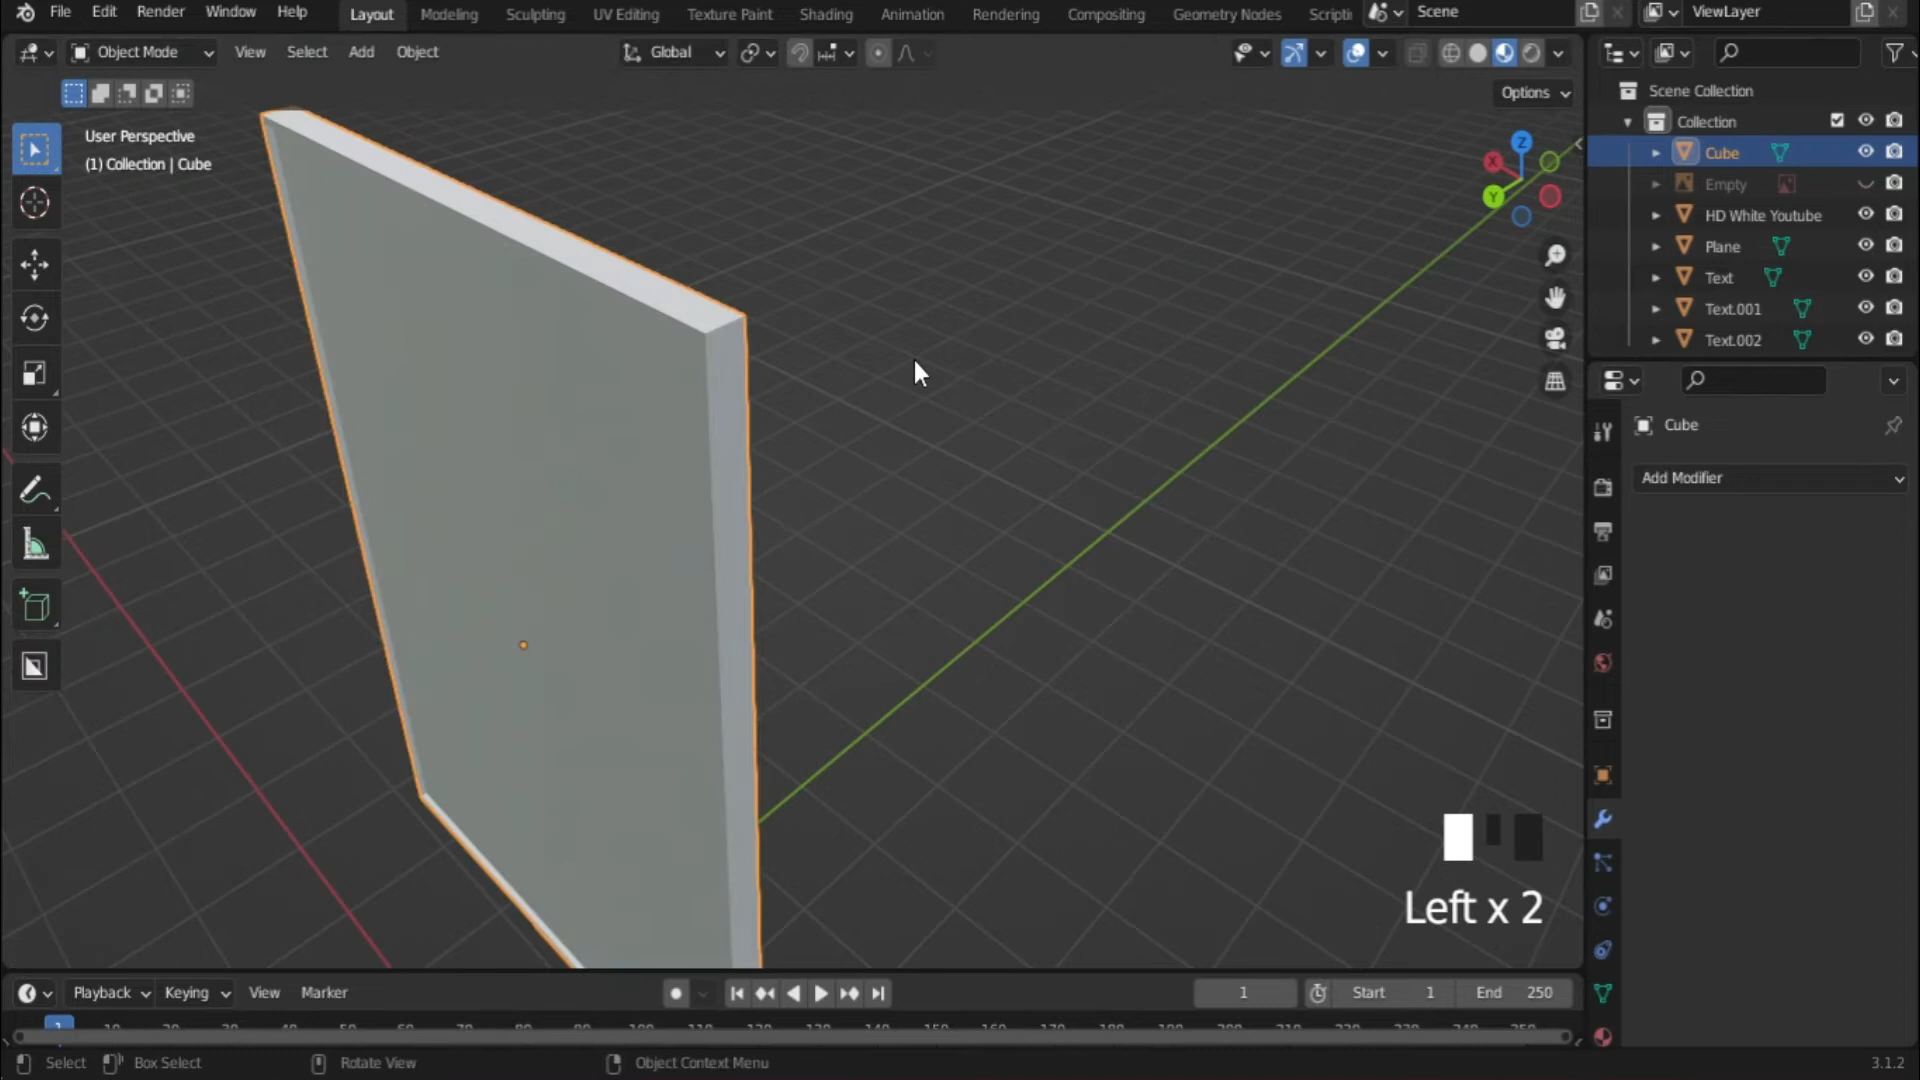 File Edit Render Window Help Layout Modeling Sculpting UV Editing Texture Paint Shading Animation Rendering Compositing Geometry Nodes Scripti Scene ViewLayer
Object Mode View Select Add Object Global
Options
User Perspective
(1) Collection | Cube
Z
X
Y
Scene Collection
Collection
Cube
Empty
HD White Youtube
Plane
Text
Text.001
Text.002
Cube
Add Modifier
Left x 2
Playback Keying View Marker 1 Start 1 End 250
1
Select Box Select Rotate View Object Context Menu 3.1.2